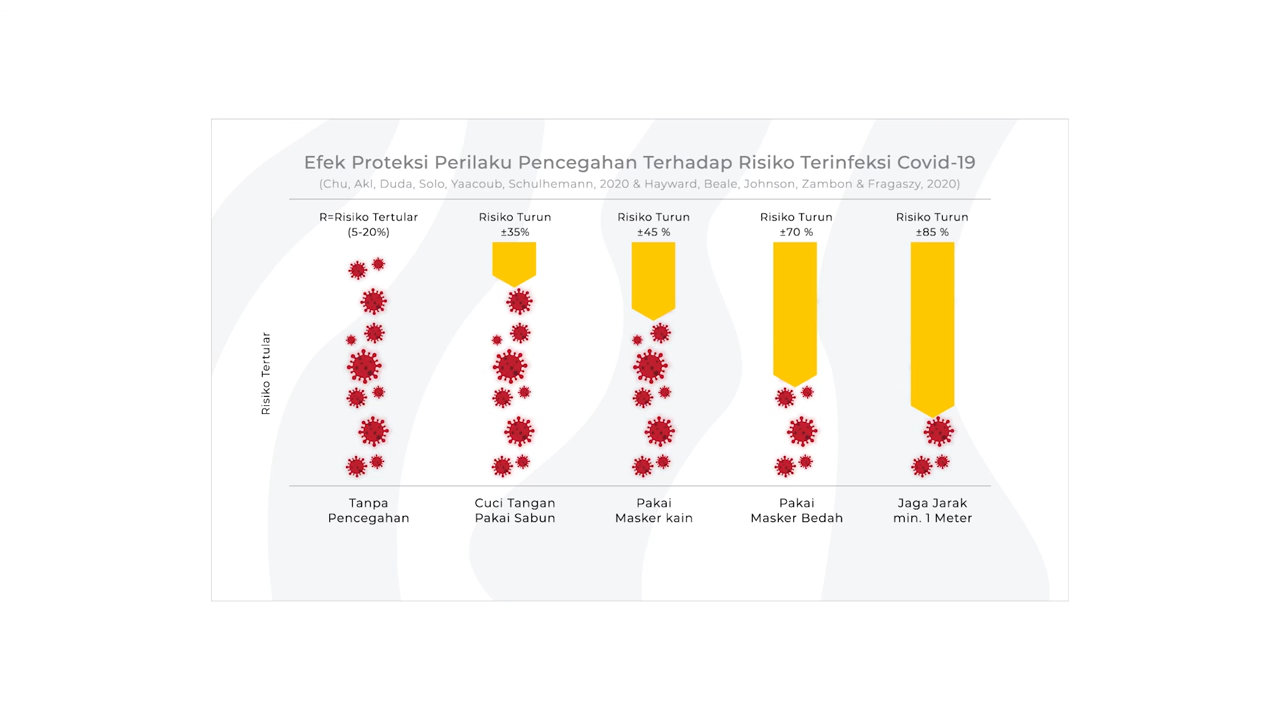 Efek Proteksi Perilaku Pencegahan Terhadap Risiko Terinfeksi Covid-19
(Chu, Akl, Duda, Solo, Yaacoub, Schulhemann, 2020 & Hayward, Beale, Johnson, Zambon & Fragaszy, 2020)
R=Risiko Tertular
(5-20%)
Risiko Turun
±35%
Risiko Turun
±45 %
Risiko Turun
±70 %
Risiko Turun
±85 %
Risiko Tertular
Tanpa
Pencegahan
Cuci Tangan
Pakai Sabun
Pakai
Masker kain
Pakai
Masker Bedah
Jaga Jarak
min. 1 Meter